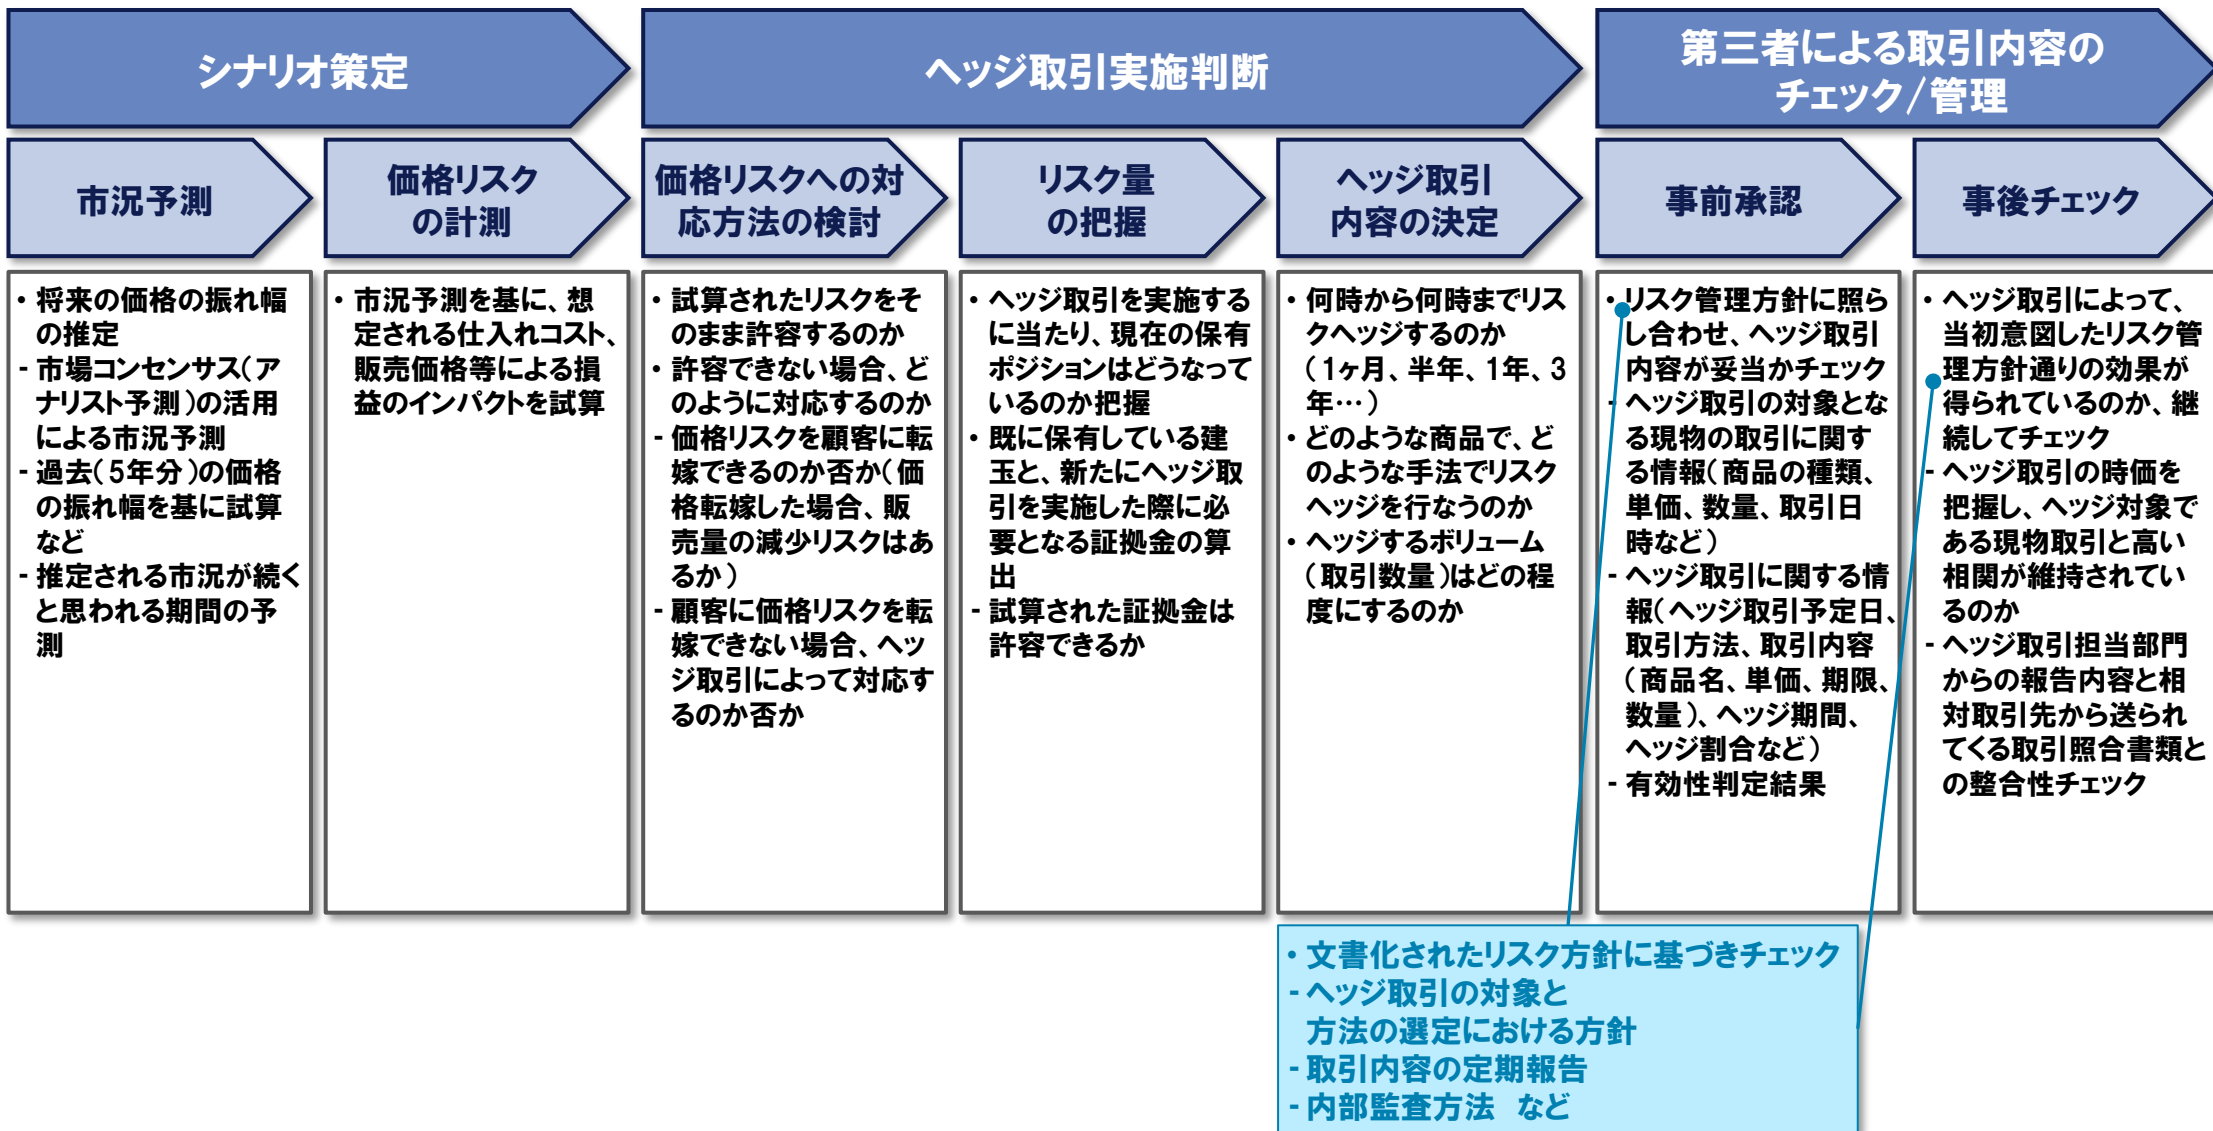 シナリオ策定
ヘッジ取引実施判断
第三者による取引内容の
チェック/管理
市況予測
価格リスク
の計測
価格リスクへの対
応方法の検討
リスク量
の把握
ヘッジ取引
内容の決定
事前承認
事後チェック
・将来の価格の振れ幅
の推定
- 市場コンセンサス(ア
ナリスト予測)の活用
による市況予測
- 過去(5年分)の価格
の振れ幅を基に試算
など
- 推定される市況が続く
と思われる期間の予
測
・市況予測を基に、想
定される仕入れコスト、
販売価格等による損
益のインパクトを試算
・試算されたリスクをそ
のまま許容するのか
・許容できない場合、ど
のように対応するのか
- 価格リスクを顧客に転
嫁できるのか否か(価
格転嫁した場合、販
売量の減少リスクはあ
るか)
- 顧客に価格リスクを転
嫁できない場合、ヘッ
ジ取引によって対応す
るのか否か
・ヘッジ取引を実施する
に当たり、現在の保有
ポジションはどうなって
いるのか把握
・既に保有している建
玉と、新たにヘッジ取
引を実施した際に必
要となる証拠金の算
出
- 試算された証拠金は
許容できるか
・何時から何時までリス
クヘッジするのか
(1ヶ月、半年、1年、3
年…)
・どのような商品で、ど
のような手法でリスク
ヘッジを行なうのか
・ヘッジするボリューム
(取引数量)はどの程
度にするのか
・リスク管理方針に照ら
し合わせ、ヘッジ取引
内容が妥当かチェック
- ヘッジ取引の対象とな
る現物の取引に関す
る情報(商品の種類、
単価、数量、取引日
時など)
- ヘッジ取引に関する情
報(ヘッジ取引予定日、
取引方法、取引内容
(商品名、単価、期限、
数量)、ヘッジ期間、
ヘッジ割合など)
- 有効性判定結果
・ヘッジ取引によって、
当初意図したリスク管
理方針通りの効果が
得られているのか、継
続してチェック
- ヘッジ取引の時価を
把握し、ヘッジ対象で
ある現物取引と高い
相関が維持されてい
るのか
- ヘッジ取引担当部門
からの報告内容と相
対取引先から送られ
てくる取引照合書類と
の整合性チェック
・文書化されたリスク方針に基づきチェック
- ヘッジ取引の対象と
方法の選定における方針
- 取引内容の定期報告
- 内部監査方法 など